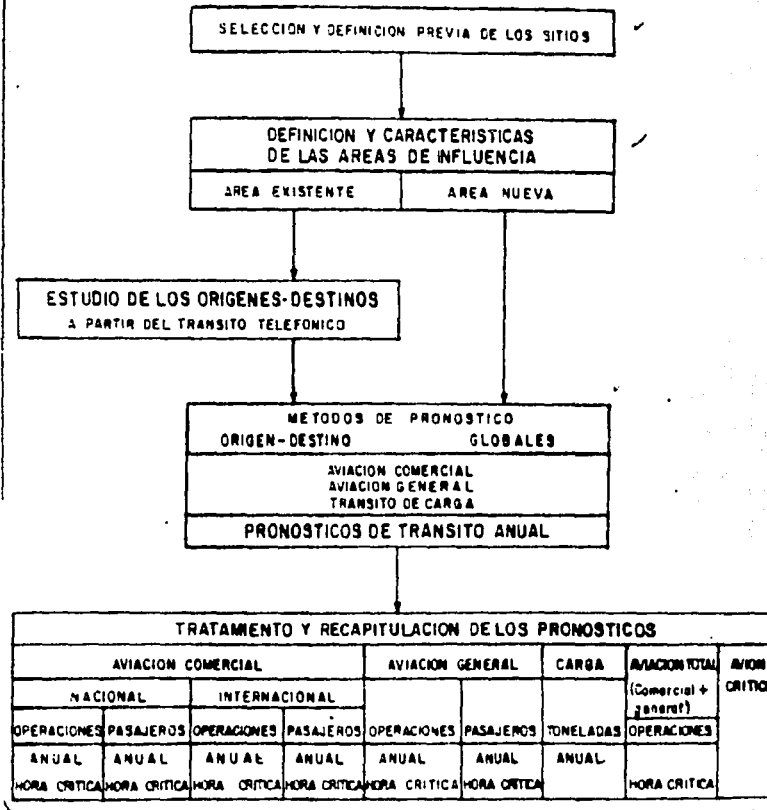 SELECCION Y DEFINICION PREVIA DE LOS SITIOS
DEFINICION Y CARACTERISTICAS
DE LAS AREAS DE INFLUENCIA
AREA EXISTENTE AREA NUEVA
ESTUDIO DE LOS ORIGENES-DESTINOS
A PARTIR DEL TRANSITO TELEFONICO
METODOS DE PRONOSTICO
ORIGEN-DESTINO GLOBALES
AVIACION COMERCIAL
AVIACION GENERAL
TRANSITO DE CARGA
PRONOSTICOS DE TRANSITO ANUAL
TRATAMIENTO Y RECAPITULACION DE LOS PRONOSTICOS
AVIACION COMERCIAL AVIACION GENERAL CARGA AVIACION TOTAL AVION
NACIONAL INTERNACIONAL (Comercial + CRITIC
general)
OPERACIONES PASAJEROS OPERACIONES PASAJEROS OPERACIONES PASAJEROS TONELADAS OPERACIONES
ANUAL ANUAL ANUAL ANUAL ANUAL ANUAL ANUAL
HORA CRITICA HORA CRITICA HORA CRITICA HORA CRITICA HORA CRITICA HORA CRITICA HORA CRITICA